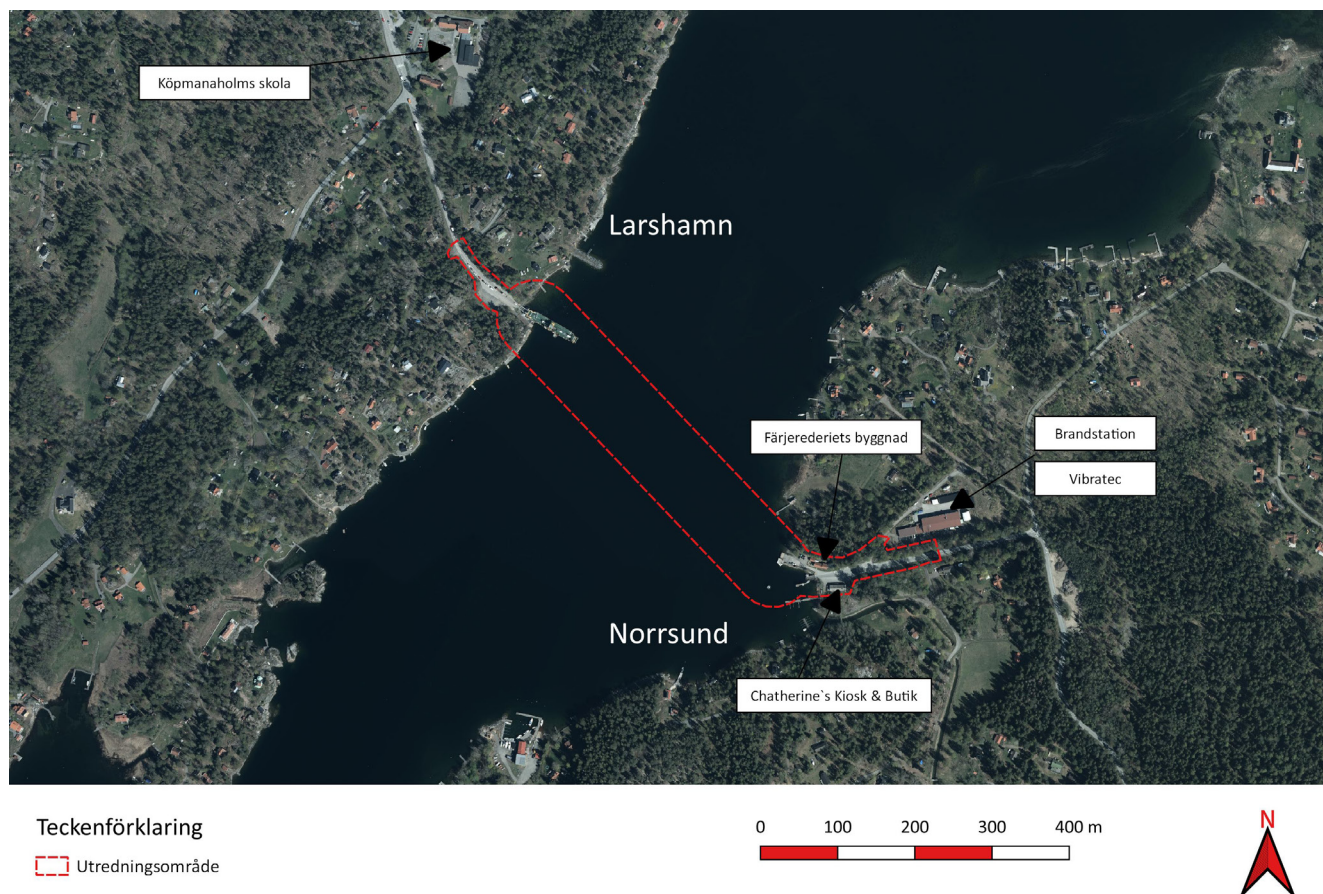 Köpmanaholms skola
Larshamn
Färjerederiets byggnad
Brandstation
Vibratec
Norrsund
Chatherine`s Kiosk & Butik
Teckenförklaring
Utredningsområde
0 100 200 300 400 m
N